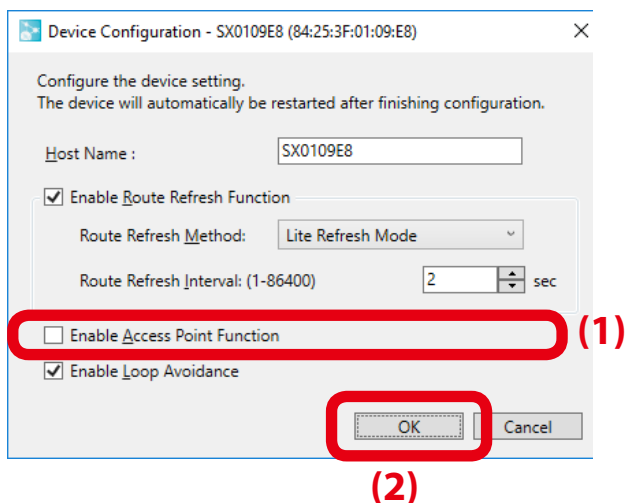 Device Configuration - SX0109E8 (84:25:3F:01:09:E8)
Configure the device setting.
The device will automatically be restarted after finishing configuration.
Host Name : SX0109E8
Enable Route Refresh Function
Route Refresh Method: Lite Refresh Mode
Route Refresh Interval: (1-86400) 2 sec
Enable Access Point Function (1)
Enable Loop Avoidance
OK Cancel
(2)